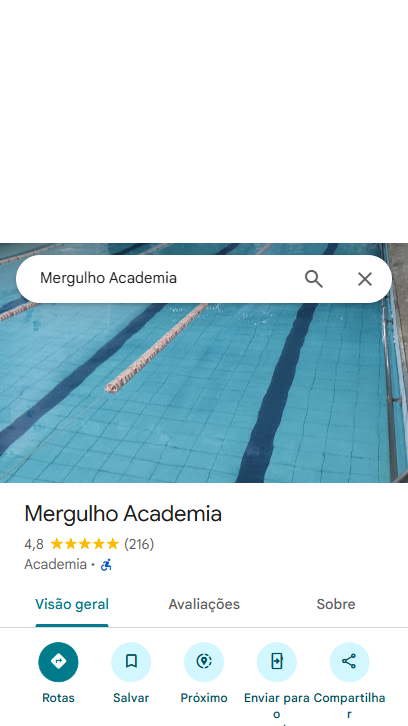 Mergulho Academia
Mergulho Academia
4,8 (216)
Academia ·
Visão geral Avaliações Sobre
Rotas Salvar Próximo Enviar para o Compartilhar